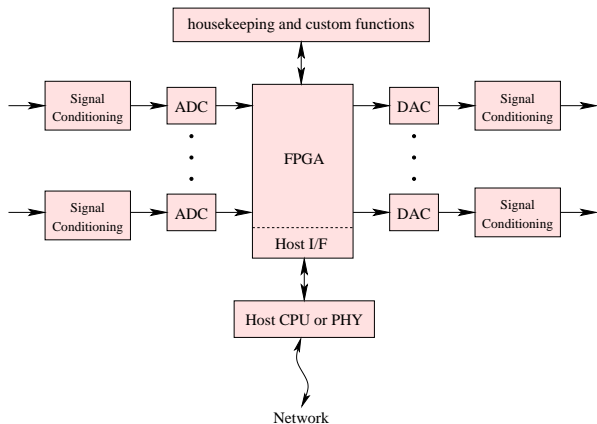 housekeeping and custom functions
Signal
Conditioning
ADC
FPGA
DAC
Signal
Conditioning
Signal
Conditioning
ADC
DAC
Signal
Conditioning
Host I/F
Host CPU or PHY
Network